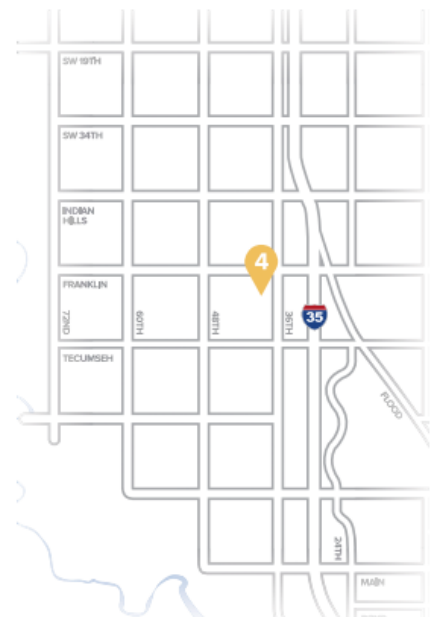 SW 19TH
SW 34TH
INDIAN
HILLS
4
FRANKLIN
72ND
60TH
48TH
36TH
35
TECUMSEH
FLOOD
24TH
MAIN